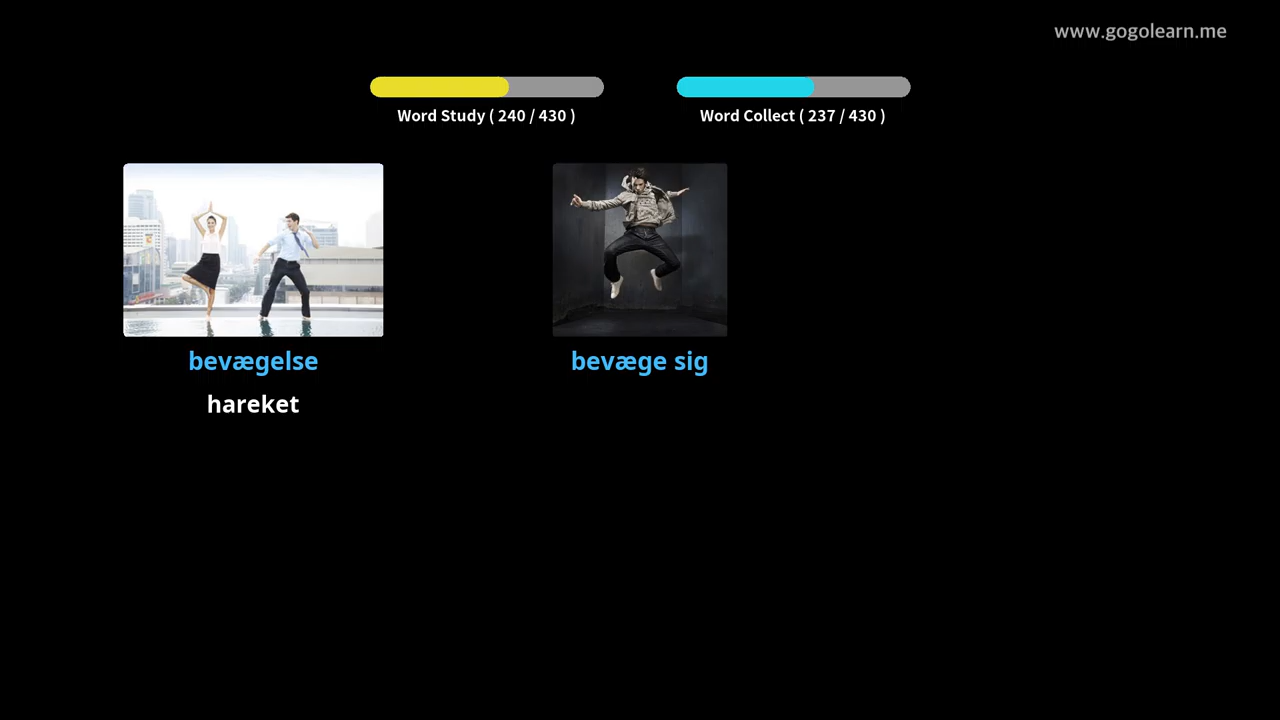 www.gogolearn.me
Word Study ( 240 / 430 )
Word Collect ( 237 / 430 )
bevægelse
hareket
bevæge sig